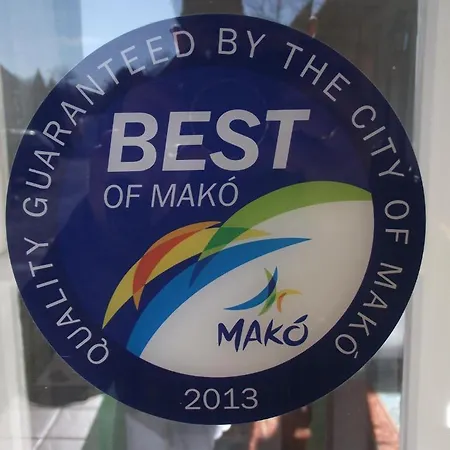 QUALITY GUARANTEED BY THE CITY OF MAKÓ
BEST
OF MAKÓ
MAKÓ
2013